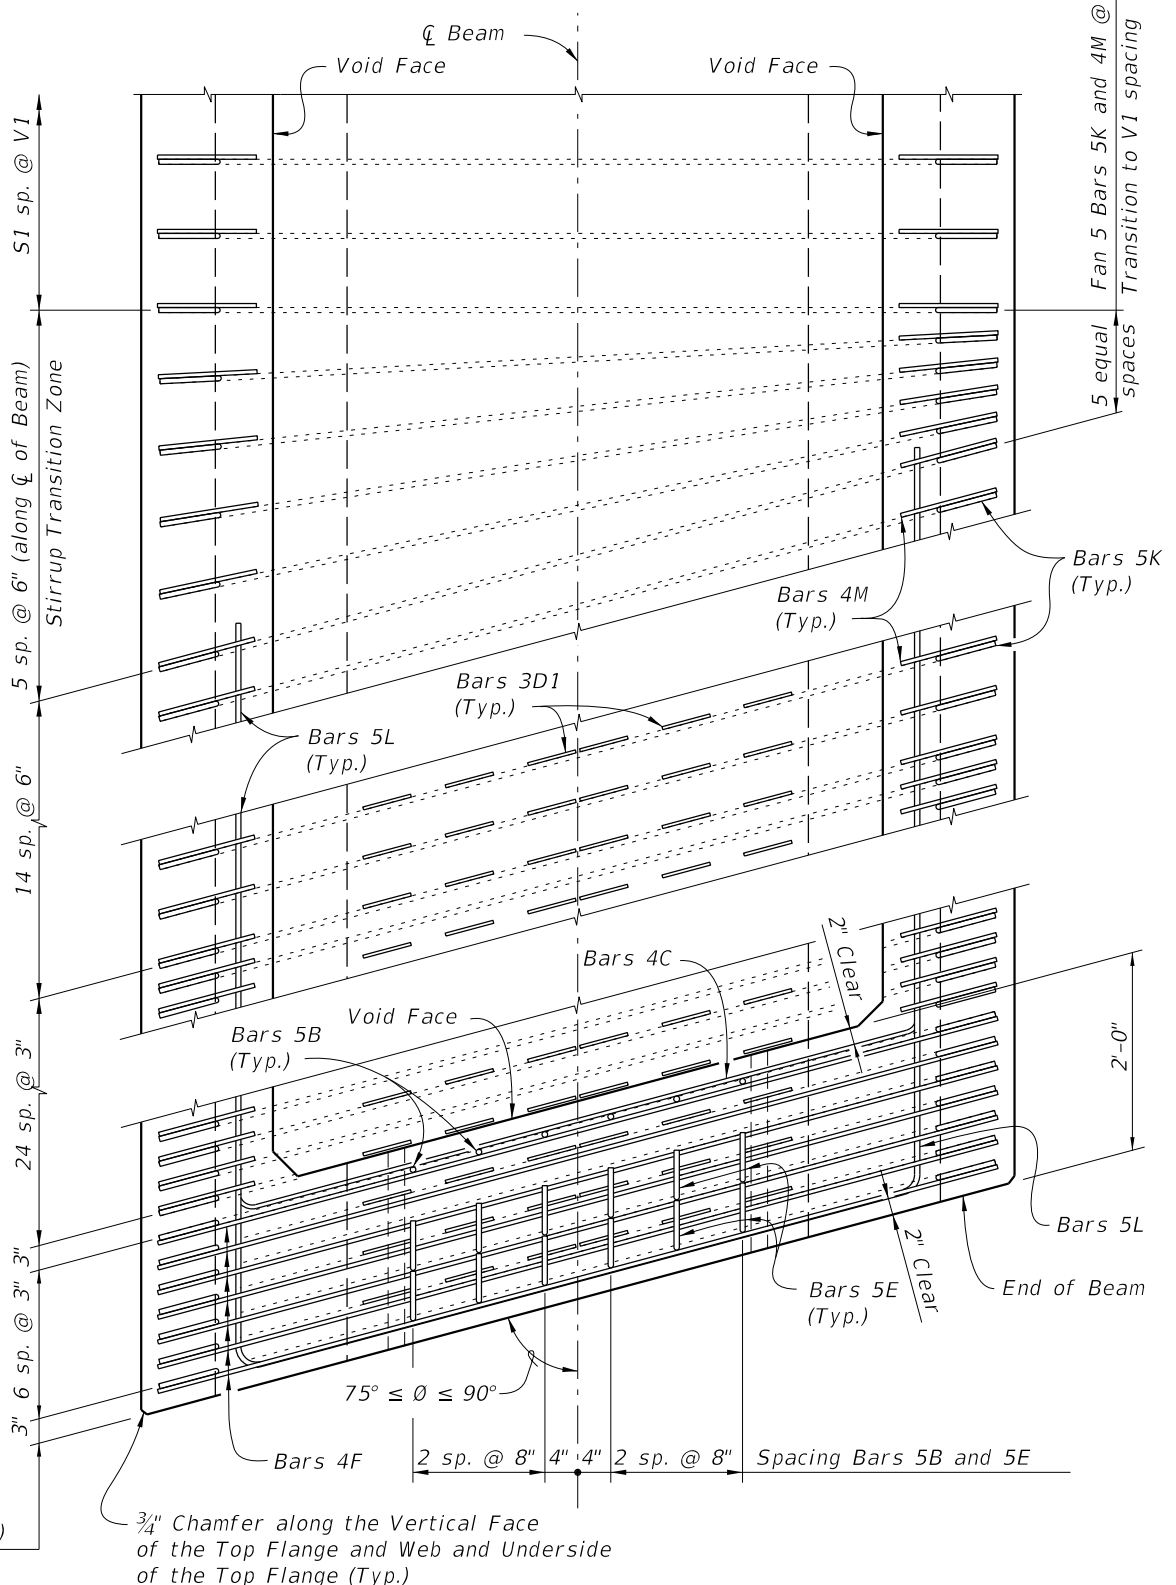 ℄ Beam
Void Face
Void Face
S1 sp. @ V1
Fan 5 Bars 5K and 4M @
Transition to V1 spacing
5 equal
spaces
5 sp. @ 6" (along ℄ of Beam)
Stirrup Transition Zone
Bars 5K
(Typ.)
Bars 4M
(Typ.)
Bars 3D1
(Typ.)
Bars 5L
(Typ.)
14 sp. @ 6"
2" Clear
Bars 4C
Void Face
Bars 5B
(Typ.)
2'-0"
24 sp. @ 3"
Bars 5L
2" Clear
Bars 5E
(Typ.)
End of Beam
3"
6 sp. @ 3"
3"
75° ≤ Ø ≤ 90°
Bars 4F
2 sp. @ 8" 4" 4" 2 sp. @ 8" Spacing Bars 5B and 5E
¾" Chamfer along the Vertical Face
of the Top Flange and Web and Underside
of the Top Flange (Typ.)
)